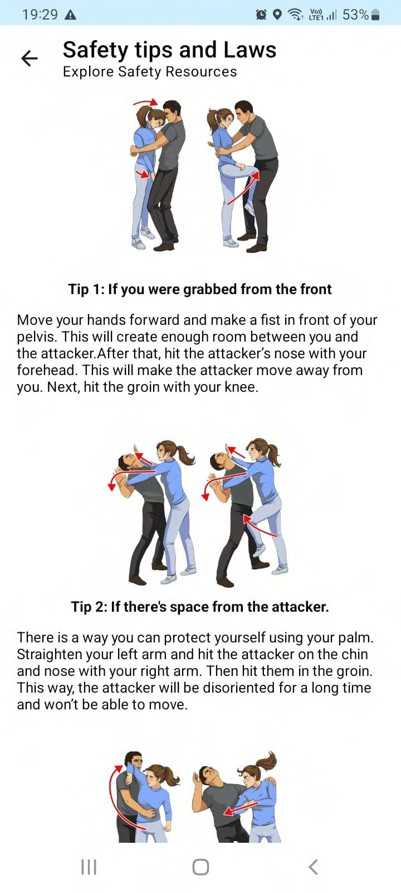 19:29
Vo)) LTE1 53%
Safety tips and Laws
Explore Safety Resources
Tip 1: If you were grabbed from the front
Move your hands forward and make a fist in front of your
pelvis. This will create enough room between you and
the attacker.After that, hit the attacker's nose with your
forehead. This will make the attacker move away from
you. Next, hit the groin with your knee.
Tip 2: If there's space from the attacker.
There is a way you can protect yourself using your palm.
Straighten your left arm and hit the attacker on the chin
and nose with your right arm. Then hit them in the groin.
This way, the attacker will be disoriented for a long time
and won't be able to move.